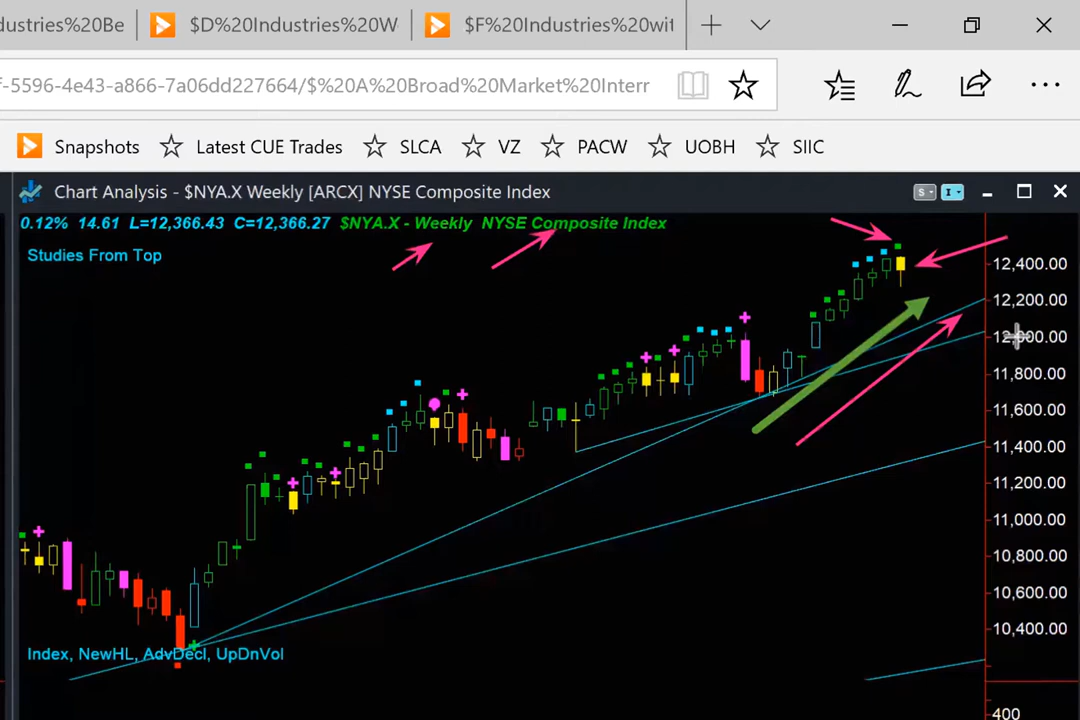 dustries%20Be $D%20Industries%20W $F%20Industries%20wit
f-5596-4e43-a866-7a06dd227664/$%20A%20Broad%20Market%20Interr
Snapshots Latest CUE Trades SLCA VZ PACW UOBH SIIC
Chart Analysis - $NYA.X Weekly [ARCX] NYSE Composite Index S I
0.12% 14.61 L=12,366.43 C=12,366.27 $NYA.X - Weekly NYSE Composite Index
Studies From Top
12,400.00
12,200.00
11,800.00
11,600.00
11,400.00
11,200.00
11,000.00
10,800.00
10,600.00
10,400.00
Index, NewHL, AdvDecl, UpDnVol
400